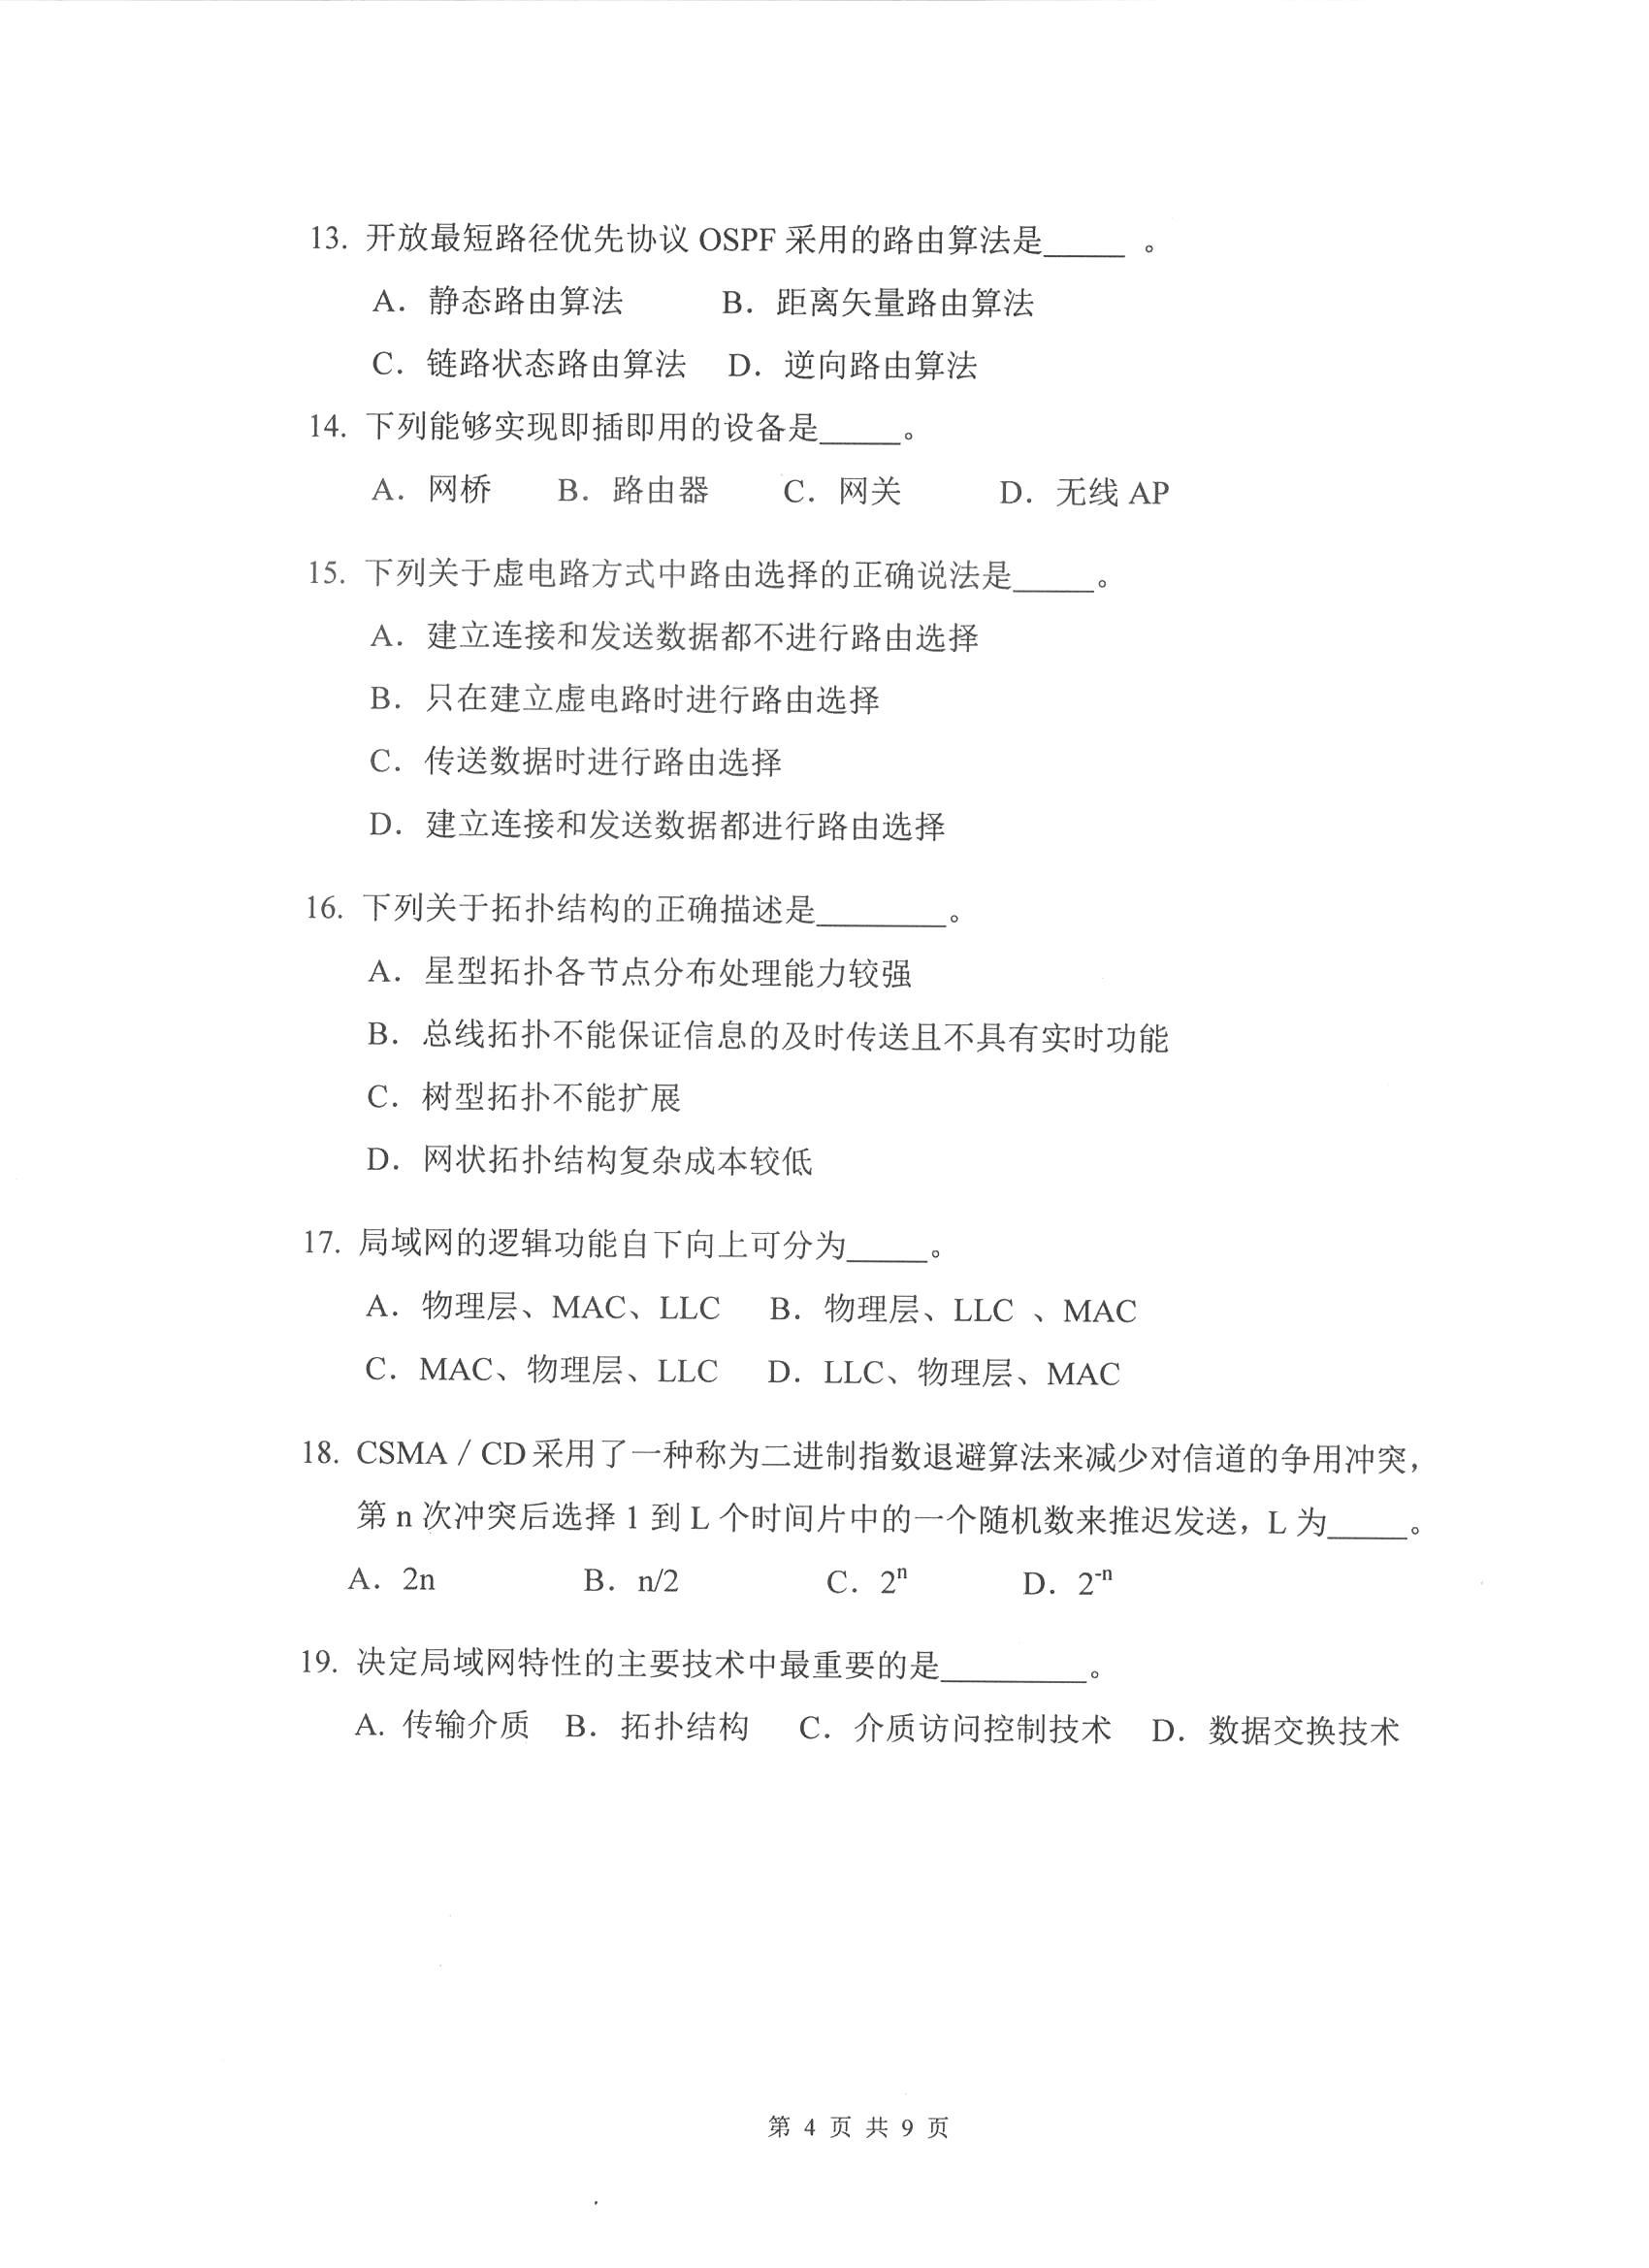 13. 开放最短路径优先协议 OSPF 采用的路由算法是_____ 。
A．静态路由算法 B．距离矢量路由算法
C．链路状态路由算法 D．逆向路由算法
14. 下列能够实现即插即用的设备是_____。
A．网桥 B．路由器 C．网关 D．无线 AP
15. 下列关于虚电路方式中路由选择的正确说法是_____。
A．建立连接和发送数据都不进行路由选择
B．只在建立虚电路时进行路由选择
C．传送数据时进行路由选择
D．建立连接和发送数据都进行路由选择
16. 下列关于拓扑结构的正确描述是________。
A．星型拓扑各节点分布处理能力较强
B．总线拓扑不能保证信息的及时传送且不具有实时功能
C．树型拓扑不能扩展
D．网状拓扑结构复杂成本较低
17. 局域网的逻辑功能自下向上可分为_____。
A．物理层、MAC、LLC B．物理层、LLC 、MAC
C．MAC、物理层、LLC D．LLC、物理层、MAC
18. CSMA／CD 采用了一种称为二进制指数退避算法来减少对信道的争用冲突，
第 n 次冲突后选择 1 到 L 个时间片中的一个随机数来推迟发送，L 为_____。
A．2n B．n/2 C．2ⁿ D．2⁻ⁿ
19. 决定局域网特性的主要技术中最重要的是_________。
A. 传输介质 B．拓扑结构 C．介质访问控制技术 D．数据交换技术
第 4 页 共 9 页